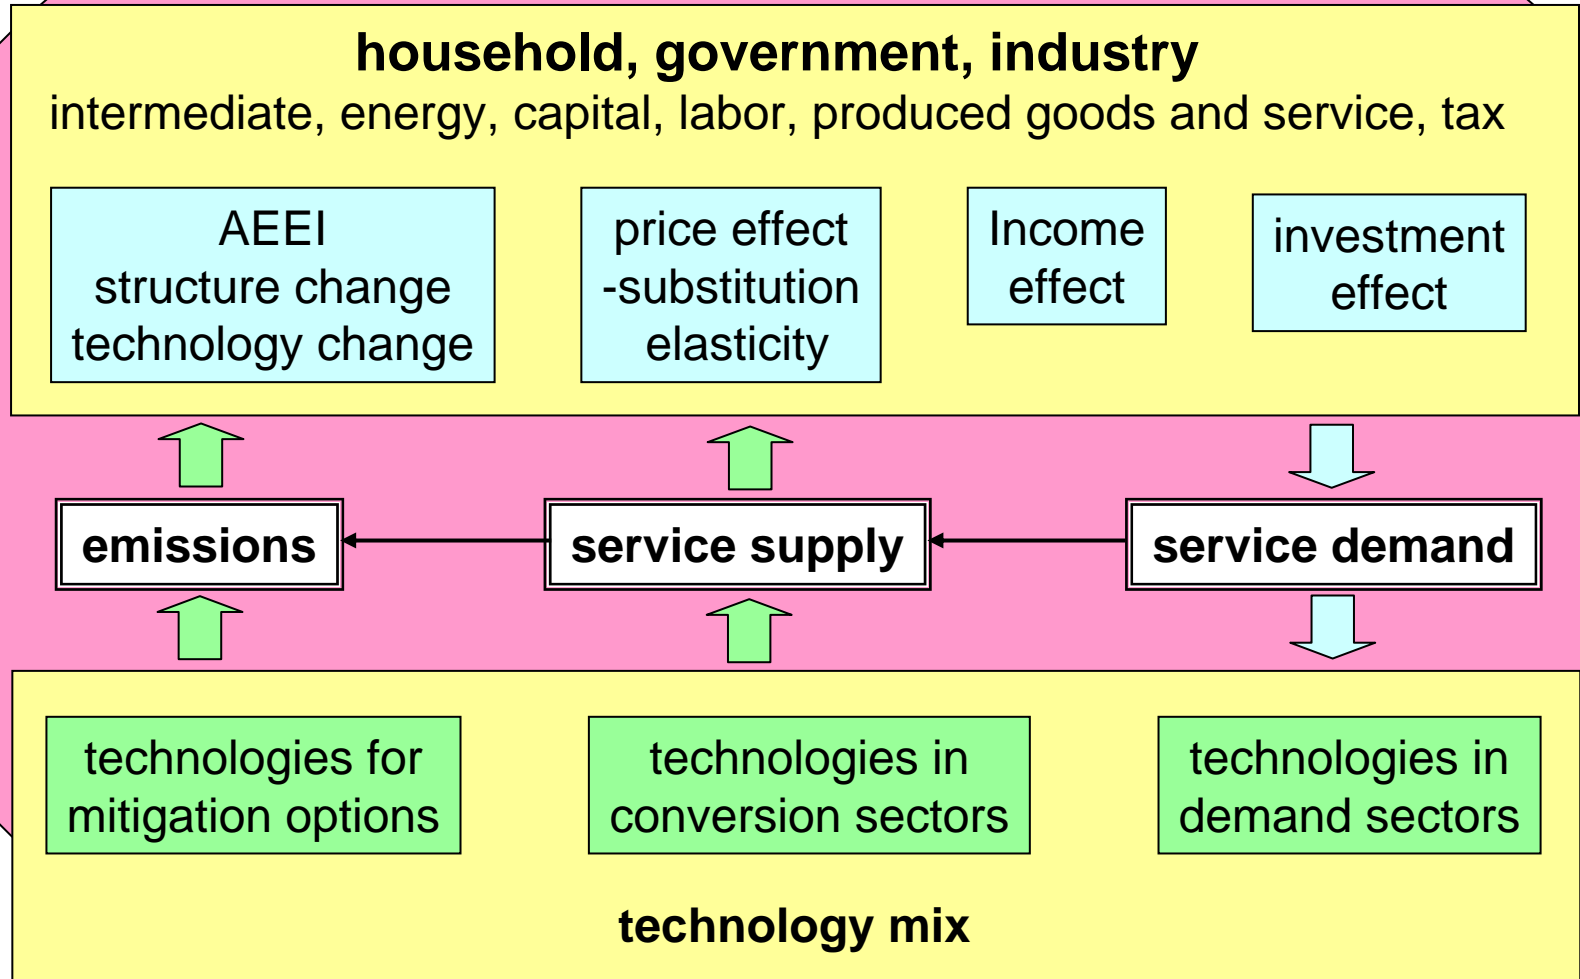 household, government, industry
intermediate, energy, capital, labor, produced goods and service, tax
AEEI
structure change
technology change
price effect
-substitution
elasticity
Income
effect
investment
effect
emissions
service supply
service demand
technologies for
mitigation options
technologies in
conversion sectors
technologies in
demand sectors
technology mix